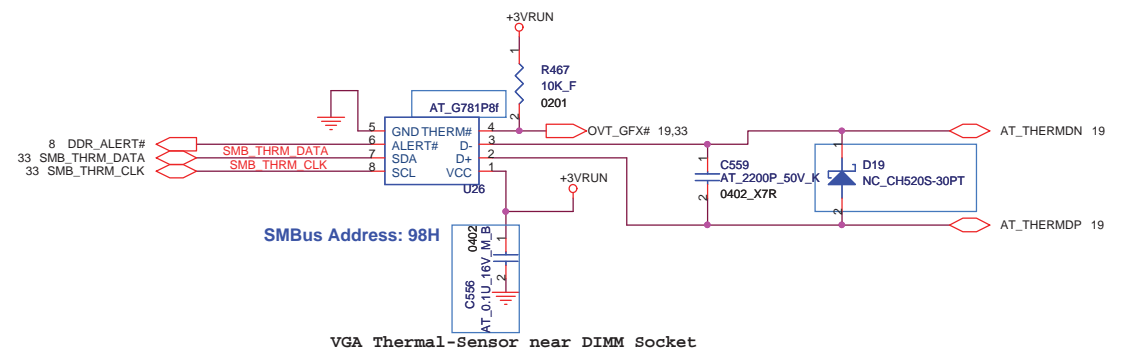 +3VRUN
1
R467
10K_F
0201
2
AT_G781P8f
5 GND THERM# 4
8 DDR_ALERT# 6 ALERT# D- 3
33 SMB_THRM_DATA SMB_THRM_DATA 7 SDA D+ 2
33 SMB_THRM_CLK SMB_THRM_CLK 8 SCL VCC 1
U26
OVT_GFX# 19,33
AT_THERMDN 19
1
C559
AT_2200P_50V_K
0402_X7R
2
1
D19
NC_CH520S-30PT
2
+3VRUN
AT_THERMDP 19
SMBus Address: 98H
0402
1
2
C556
AT_0.1U_16V_M_B
VGA Thermal-Sensor near DIMM Socket